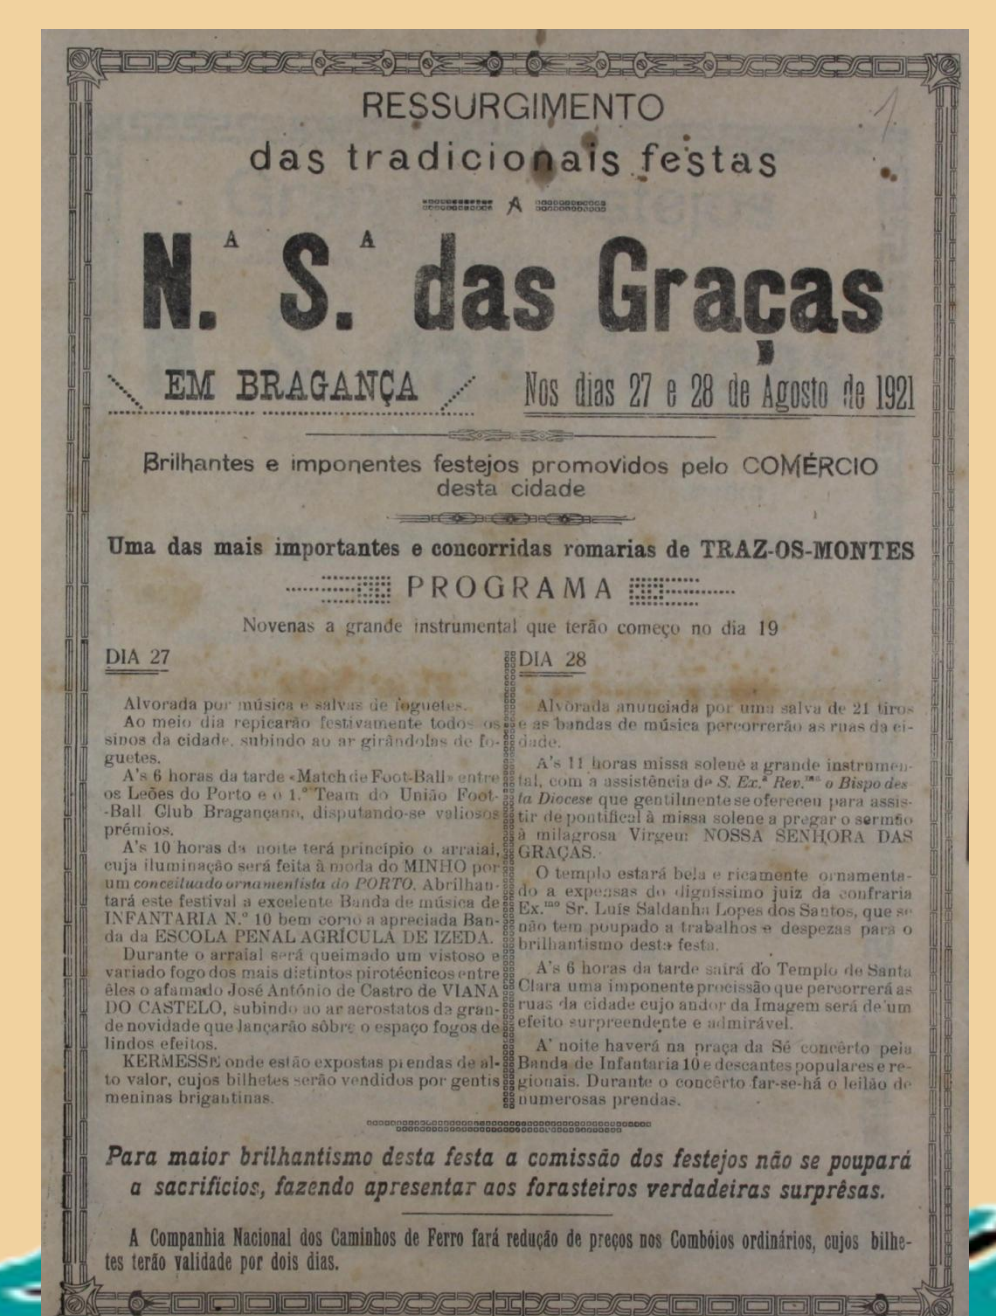 RESSURGIMENTO
das tradicionais festas
A
N.A S.A das Graças
EM BRAGANÇA
Nos dias 27 e 28 de Agosto de 1921
Brilhantes e imponentes festejos promovidos pelo COMÉRCIO
desta cidade
Uma das mais importantes e concorridas romarias de TRAZ-OS-MONTES
PROGRAMA
Novenas a grande instrumental que terão começo no dia 19
DIA 27
Alvorada por música e salvas de foguetes.
Ao meio dia repicarão festivamente todos os
sinos da cidade, subindo ao ar girândolas de fo-
guetes.
A's 6 horas da tarde «Match de Foot-Ball» entre
os Leões do Porto e o 1.º Team do União Foot-
-Ball Club Bragançano, disputando-se valiosos
prémios.
A's 10 horas da noite terá princípio o arraial,
cuja iluminação será feita à moda do MINHO por
um conceituado ornamentista do PORTO. Abrilhan-
tará este festival a excelente Banda de música de
INFANTARIA N.º 10 bem como a apreciada Ban-
da da ESCOLA PENAL AGRÍCULA DE IZEDA.
Durante o arraial será queimado um vistoso e
variado fogo dos mais distintos pirotécnicos entre
êles o afamado José António de Castro de VIANA
DO CASTELO, subindo ao ar aerostatos da gran-
de novidade que lançarão sôbre o espaço fogos de
lindos efeitos.
KERMESSE onde estão expostas prendas de al-
to valor, cujos bilhetes serão vendidos por gentis
meninas brigantinas.
DIA 28
Alvorada anunciada por uma salva de 21 tiros
e as bandas de música percorrerão as ruas da ci-
dade.
A's 11 horas missa solene a grande instrumen-
tal, com a assistência de S. Ex.ª Rev.ma o Bispo des-
ta Diocese que gentilmente se ofereceu para assis-
tir de pontifical à missa solene a pregar o sermão
à milagrosa Virgem NOSSA SENHORA DAS
GRAÇAS.
O templo estará bela e ricamente ornamenta-
do a expensas do digníssimo juiz da confraria
Ex.mo Sr. Luís Saldanha Lopes dos Santos, que se
não tem poupado a trabalhos e despezas para o
brilhantismo desta festa.
A's 6 horas da tarde sairá do Templo de Santa
Clara uma imponente procissão que percorrerá as
ruas da cidade cujo andor da Imagem será de um
efeito surpreendente e admirável.
A' noite haverá na praça da Sé concêrto pela
Banda de Infantaria 10 e descantes populares e re-
gionais. Durante o concêrto far-se-há o leilão de
numerosas prendas.
Para maior brilhantismo desta festa a comissão dos festejos não se poupará
a sacrificios, fazendo apresentar aos forasteiros verdadeiras surprêsas.
A Companhia Nacional dos Caminhos de Ferro fará redução de preços nos Combóios ordinários, cujos bilhe-
tes terão validade por dois dias.